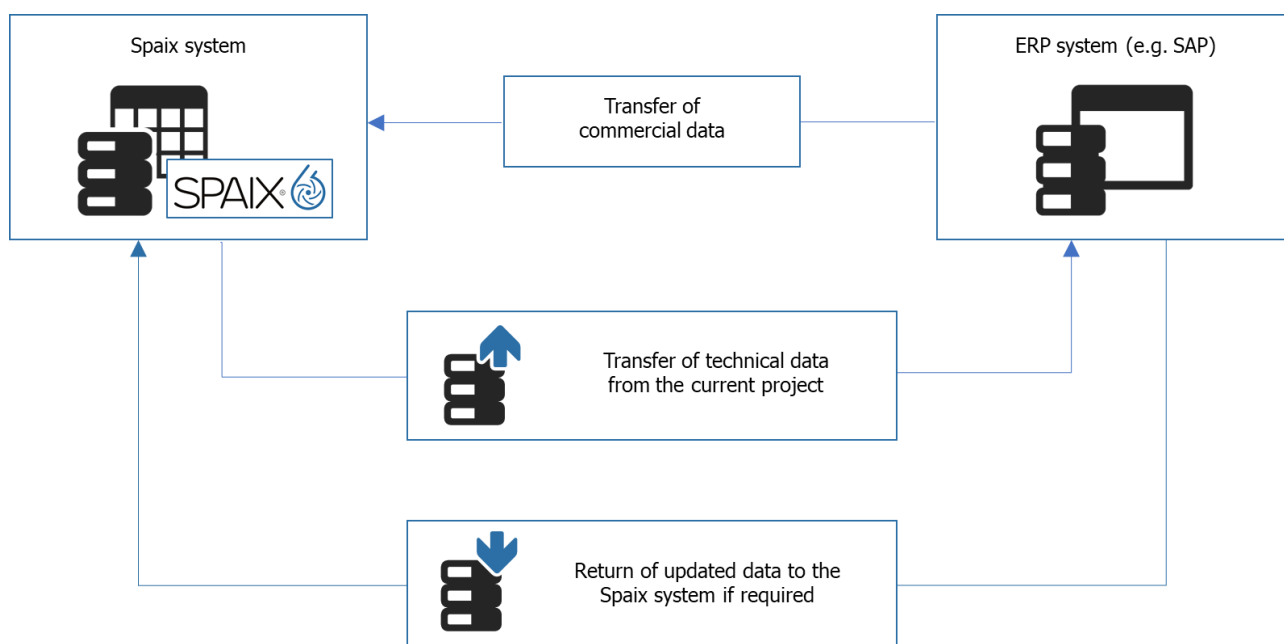 Spaix system
ERP system (e.g. SAP)
Transfer of
commercial data
SPAIX®
Transfer of technical data
from the current project
Return of updated data to the
Spaix system if required